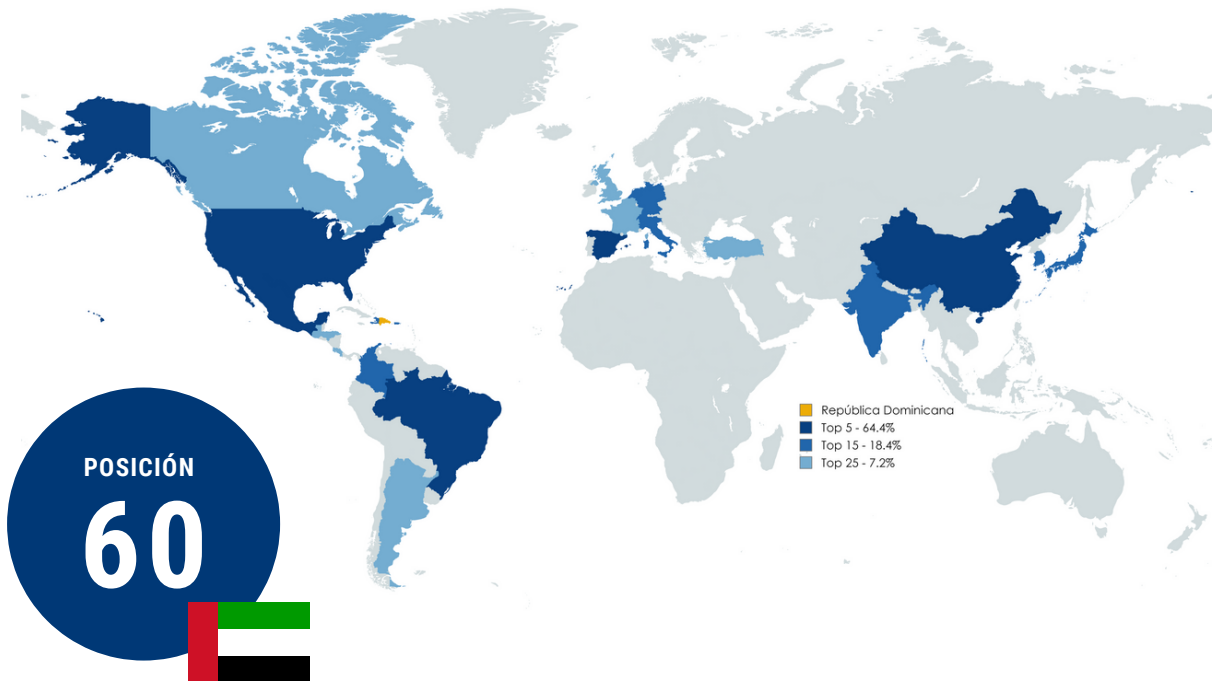 República Dominicana
Top 5 - 64.4%
Top 15 - 18.4%
Top 25 - 7.2%
POSICIÓN
60